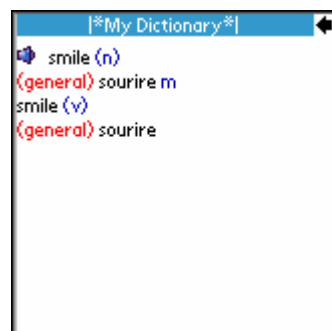 |*My Dictionary*|
smile (n)
(general) sourire m
smile (v)
(general) sourire